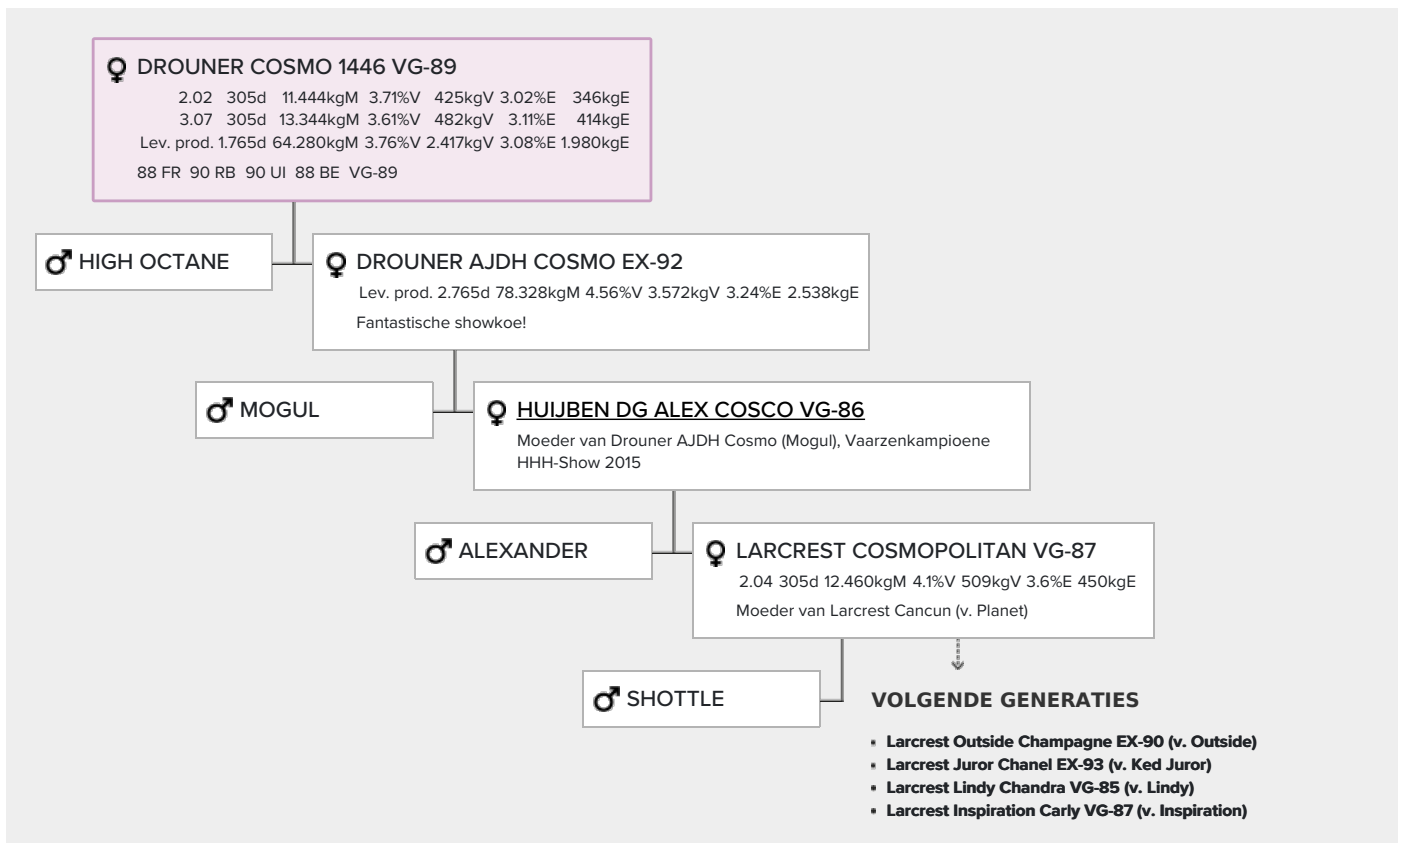 DROUNER COSMO 1446 VG-89
2.02 305d 11.444kgM 3.71%V 425kgV 3.02%E 346kgE
3.07 305d 13.344kgM 3.61%V 482kgV 3.11%E 414kgE
Lev. prod. 1.765d 64.280kgM 3.76%V 2.417kgV 3.08%E 1.980kgE
88 FR 90 RB 90 UI 88 BE VG-89
HIGH OCTANE
DROUNER AJDH COSMO EX-92
Lev. prod. 2.765d 78.328kgM 4.56%V 3.572kgV 3.24%E 2.538kgE
Fantastische showkoe!
MOGUL
HUIJBEN DG ALEX COSCO VG-86
Moeder van Drouner AJDH Cosmo (Mogul), Vaarzenkampioene
HHH-Show 2015
ALEXANDER
LARCREST COSMOPOLITAN VG-87
2.04 305d 12.460kgM 4.1%V 509kgV 3.6%E 450kgE
Moeder van Larcrest Cancun (v. Planet)
SHOTTLE
VOLGENDE GENERATIES
Larcrest Outside Champagne EX-90 (v. Outside)
Larcrest Juror Chanel EX-93 (v. Ked Juror)
Larcrest Lindy Chandra VG-85 (v. Lindy)
Larcrest Inspiration Carly VG-87 (v. Inspiration)